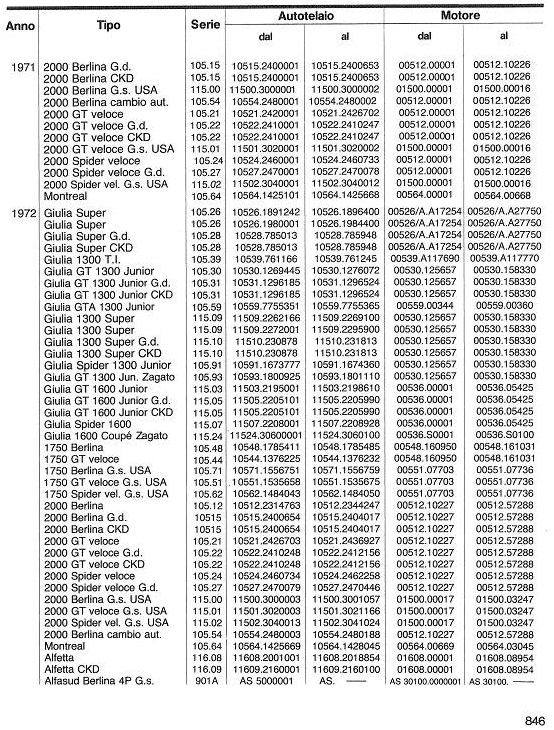 Anno Tipo Serie Autotelaio Motore
dal al dal al
1971 2000 Berlina G.d. 105.15 10515.2400001 10515.2400653 00512.00001 00512.10226
2000 Berlina CKD 105.15 10515.2400001 10515.2400653 00512.00001 00512.10226
2000 Berlina G.s. USA 115.00 11500.3000001 11500.3000002 01500.00001 01500.00016
2000 Berlina cambio aut. 105.54 10554.2480001 10554.2480002 00512.00001 00512.10226
2000 GT veloce 105.21 10521.2420001 10521.2426702 00512.00001 00512.10226
2000 GT veloce G.d. 105.22 10522.2410001 10522.2410247 00512.00001 00512.10226
2000 GT veloce CKD 105.22 10522.2410001 10522.2410247 00512.00001 00512.10226
2000 GT veloce G.s. USA 115.01 11501.3020001 11501.3020002 01500.00001 01500.00016
2000 Spider veloce 105.24 10524.2460001 10524.2460733 00512.00001 00512.10226
2000 Spider veloce G.d. 105.27 10527.2470001 10527.2470078 00512.00001 00512.10226
2000 Spider vel. G.s. USA 115.02 11502.3040001 11502.3040012 01500.00001 01500.00016
Montreal 105.64 10564.1425101 10564.1425668 00564.00001 00564.00668
1972 Giulia Super 105.26 10526.1891242 10526.1896400 00526/A.A17254 00526/A.A27750
Giulia Super 105.26 10526.1980001 10526.1984400 00526/A.A17254 00526/A.A27750
Giulia Super G.d. 105.28 10528.785013 10528.785948 00526/A.A17254 00526/A.A27750
Giulia Super CKD 105.28 10528.785013 10528.785948 00526/A.A17254 00526/A.A27750
Giulia 1300 T.I. 105.39 10539.761166 10539.761245 00539.A117690 00539.A117770
Giulia GT 1300 Junior 105.30 10530.1269445 10530.1276072 00530.125657 00530.158330
Giulia GT 1300 Junior G.d. 105.31 10531.1296185 10531.1296524 00530.125657 00530.158330
Giulia GT 1300 Junior CKD 105.31 10531.1296185 10531.1296524 00530.125657 00530.158330
Giulia GTA 1300 Junior 105.59 10559.7755351 10559.7755365 00559.00344 00559.00360
Giulia 1300 Super 115.09 11509.2262166 11509.2269100 00530.125657 00530.158330
Giulia 1300 Super 115.09 11509.2272001 11509.2295900 00530.125657 00530.158330
Giulia 1300 Super G.d. 115.10 11510.230878 11510.231813 00530.125657 00530.158330
Giulia 1300 Super CKD 115.10 11510.230878 11510.231813 00530.125657 00530.158330
Giulia Spider 1300 Junior 105.91 10591.1673777 10591.1674360 00530.125657 00530.158330
Giulia GT 1300 Jun. Zagato 105.93 10593.1800925 10593.1801110 00530.125657 00530.158330
Giulia GT 1600 Junior 115.03 11503.2195001 11503.2198610 00536.00001 00536.05425
Giulia GT 1600 Junior G.d. 115.05 11505.2205101 11505.2205990 00536.00001 00536.05425
Giulia GT 1600 Junior CKD 115.05 11505.2205101 11505.2205990 00536.00001 00536.05425
Giulia Spider 1600 115.07 11507.2208001 11507.2208928 00536.00001 00536.05425
Giulia 1600 Coupé Zagato 115.24 11524.30600001 11524.3060100 00536.S0001 00536.S0100
1750 Berlina 105.48 10548.1785411 10548.1785485 00548.160950 00548.161031
1750 GT veloce 105.44 10544.1376225 10544.1376232 00548.160950 00548.161031
1750 Berlina G.s. USA 105.71 10571.1556751 10571.1556759 00551.07703 00551.07736
1750 GT veloce G.s. USA 105.51 10551.1535658 10551.1535675 00551.07703 00551.07736
1750 Spider vel. G.s. USA 105.62 10562.1484043 10562.1484050 00551.07703 00551.07736
2000 Berlina 105.12 10512.2314763 10512.2344247 00512.10227 00512.57288
2000 Berlina G.d. 10515 10515.2400654 10515.2404017 00512.10227 00512.57288
2000 Berlina CKD 10515 10515.2400654 10515.2404017 00512.10227 00512.57288
2000 GT veloce 105.21 10521.2426703 10521.2436927 00512.10227 00512.57288
2000 GT veloce G.d. 105.22 10522.2410248 10522.2412156 00512.10227 00512.57288
2000 GT veloce CKD 105.22 10522.2410248 10522.2412156 00512.10227 00512.57288
2000 Spider veloce 105.24 10524.2460734 10524.2462258 00512.10227 00512.57288
2000 Spider veloce G.d. 105.27 10527.2470079 10527.2470446 00512.10227 00512.57288
2000 Berlina G.s. USA 115.00 11500.3000003 11500.3001057 01500.00017 01500.03247
2000 GT veloce G.s. USA 115.01 11501.3020003 11501.3021166 01500.00017 01500.03247
2000 Spider vel. G.s. USA 115.02 11502.3040013 11502.3041024 01500.00017 01500.03247
2000 Berlina cambio aut. 105.54 10554.2480003 10554.2480188 00512.10227 00512.57288
Montreal 105.64 10564.1425669 10564.1428045 00564.00669 00564.03045
Alfetta 116.08 11608.2001001 11608.2018854 01608.00001 01608.08954
Alfetta CKD 116.09 11609.2160001 11609.2160100 01608.00001 01608.08954
Alfasud Berlina 4P G.s. 901A AS 5000001 AS. — AS 30100.0000001 AS 30100. —
846